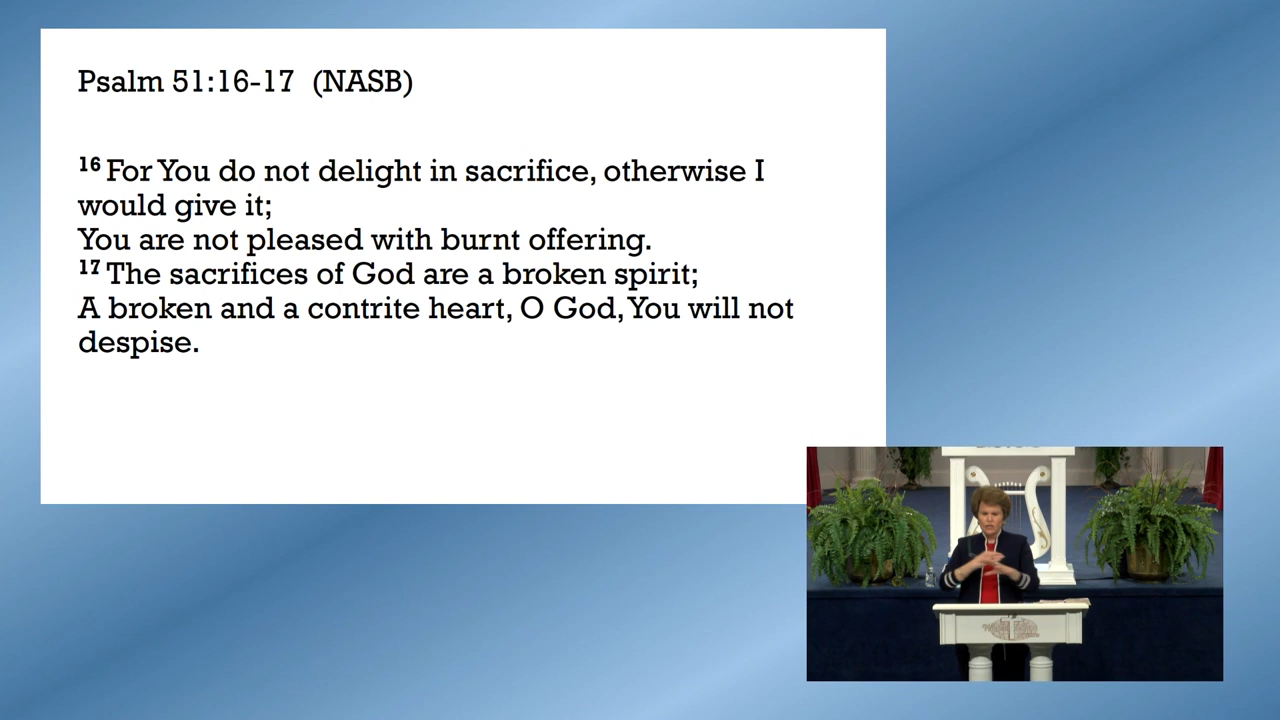 Psalm 51:16-17 (NASB)
16 For You do not delight in sacrifice, otherwise I
would give it;
You are not pleased with burnt offering.
17 The sacrifices of God are a broken spirit;
A broken and a contrite heart, O God, You will not
despise.